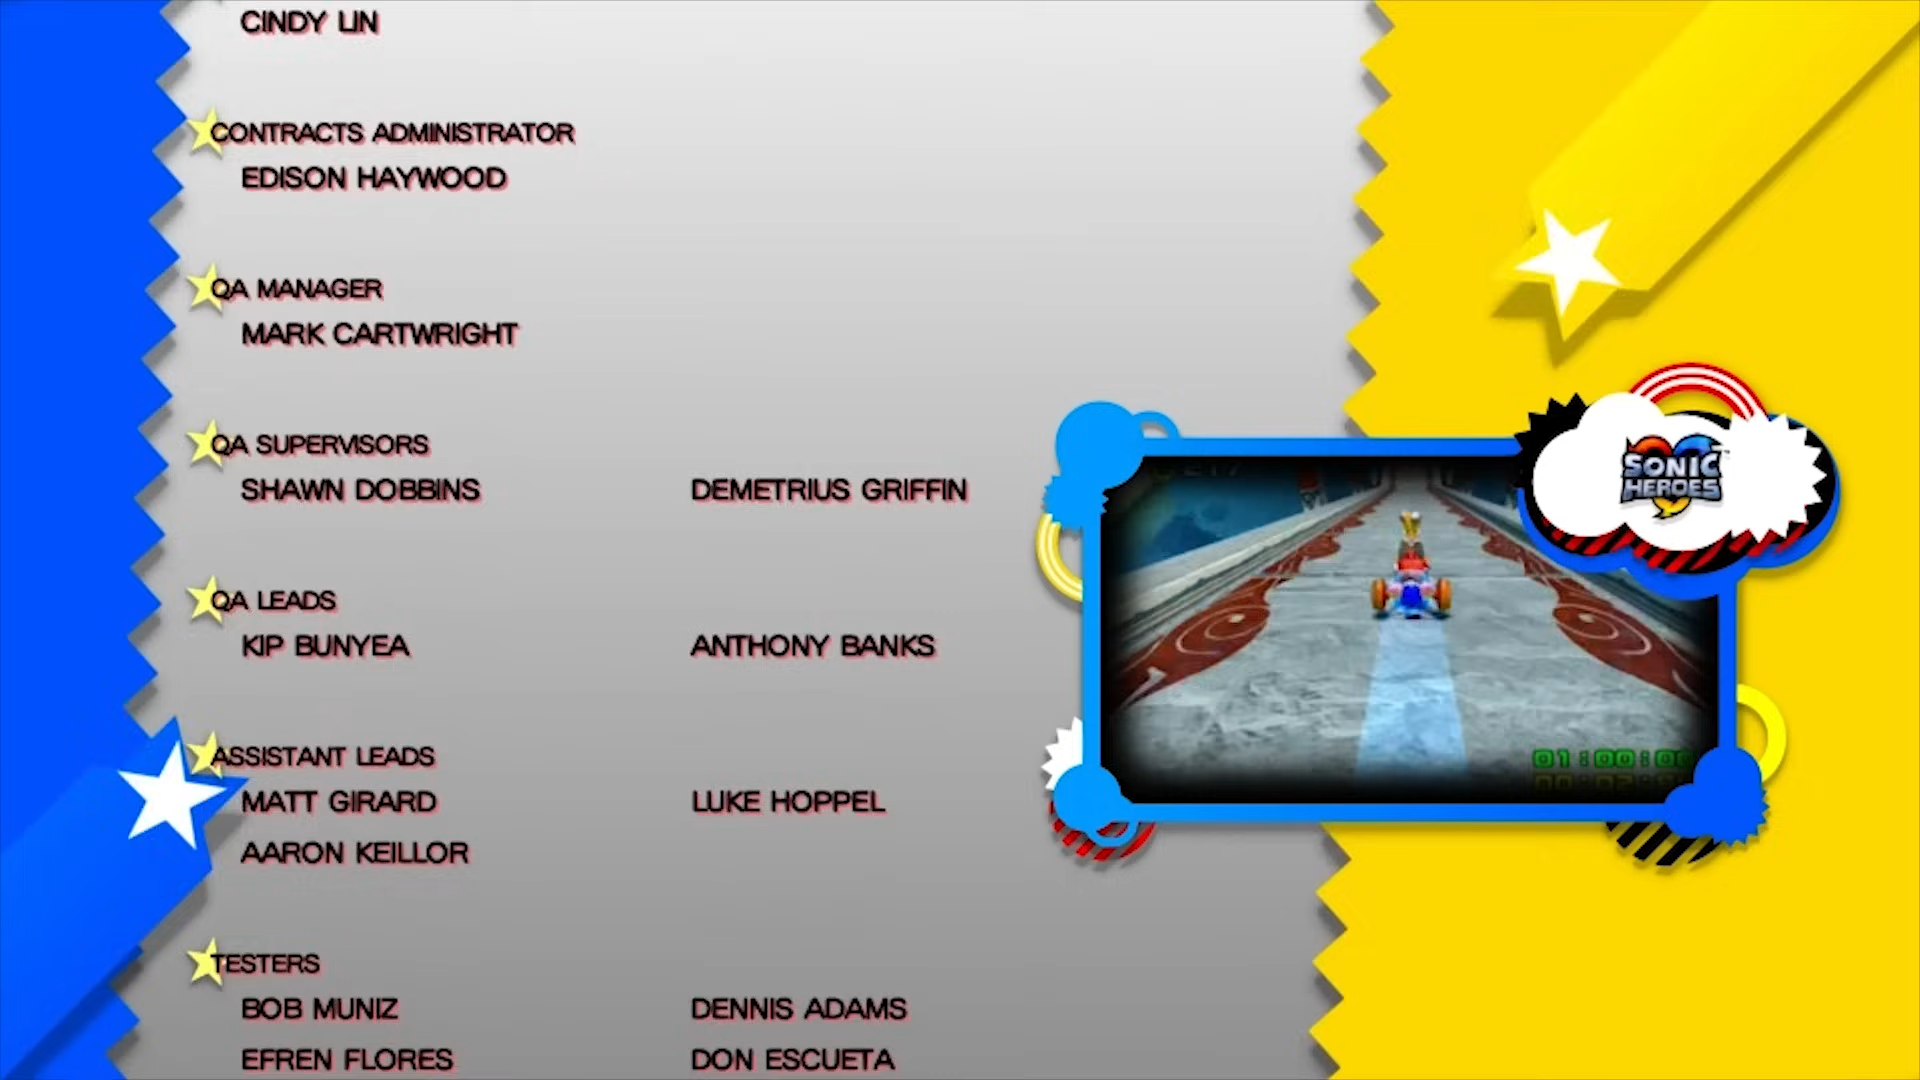 CINDY LIN
CONTRACTS ADMINISTRATOR
EDISON HAYWOOD
QA MANAGER
MARK CARTWRIGHT
QA SUPERVISORS
SHAWN DOBBINS DEMETRIUS GRIFFIN
QA LEADS
KIP BUNYEA ANTHONY BANKS
SONIC
HEROES
ASSISTANT LEADS
MATT GIRARD LUKE HOPPEL
AARON KEILLOR
TESTERS
BOB MUNIZ DENNIS ADAMS
EFREN FLORES DON ESCUETA